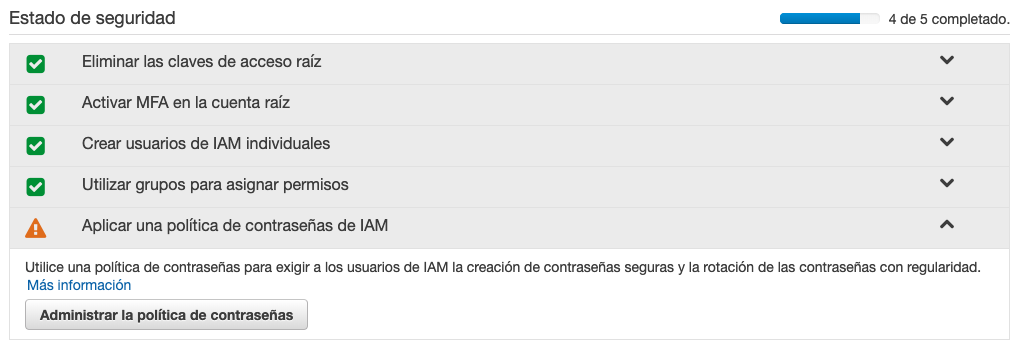 Estado de seguridad
4 de 5 completado.
Eliminar las claves de acceso raíz
Activar MFA en la cuenta raíz
Crear usuarios de IAM individuales
Utilizar grupos para asignar permisos
Aplicar una política de contraseñas de IAM
Utilice una política de contraseñas para exigir a los usuarios de IAM la creación de contraseñas seguras y la rotación de las contraseñas con regularidad.
Más información
Administrar la política de contraseñas